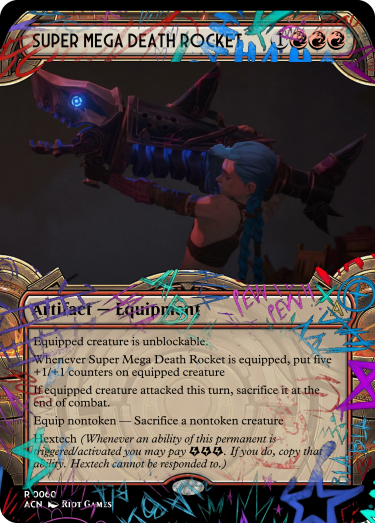 SUPER MEGA DEATH ROCKET 1
Artifact — Equipment
PEW
PEW
Equipped creature is unblockable.
Whenever Super Mega Death Rocket is equipped, put five
+1/+1 counters on equipped creature
If equipped creature attacked this turn, sacrifice it at the
end of combat.
Equip nontoken — Sacrifice a nontoken creature
Hextech (Whenever an ability of this permanent is
triggered/activated you may pay . If you do, copy that
ability. Hextech cannot be responded to.)
R 0060
ACN RIOT GAMES